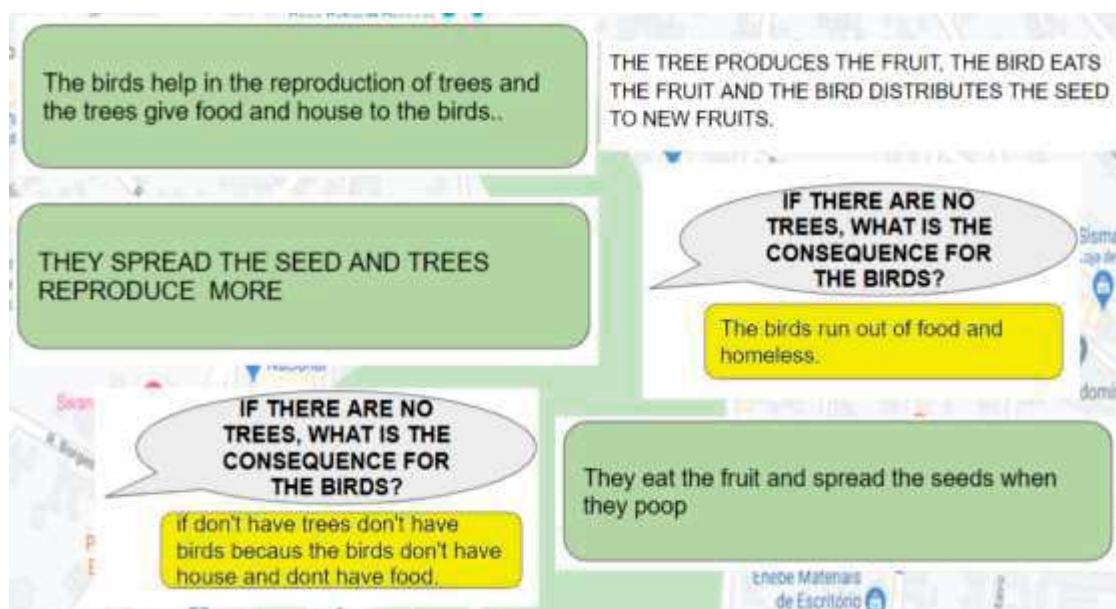 The birds help in the reproduction of trees and
the trees give food and house to the birds..
THE TREE PRODUCES THE FRUIT, THE BIRD EATS
THE FRUIT AND THE BIRD DISTRIBUTES THE SEED
TO NEW FRUITS.
THEY SPREAD THE SEED AND TREES
REPRODUCE MORE
IF THERE ARE NO
TREES, WHAT IS THE
CONSEQUENCE FOR
THE BIRDS?
The birds run out of food and
homeless.
IF THERE ARE NO
TREES, WHAT IS THE
CONSEQUENCE FOR
THE BIRDS?
if don't have trees don't have
birds becaus the birds don't have
house and dont have food.
They eat the fruit and spread the seeds when
they poop
Enebe Materiais
de Escritório